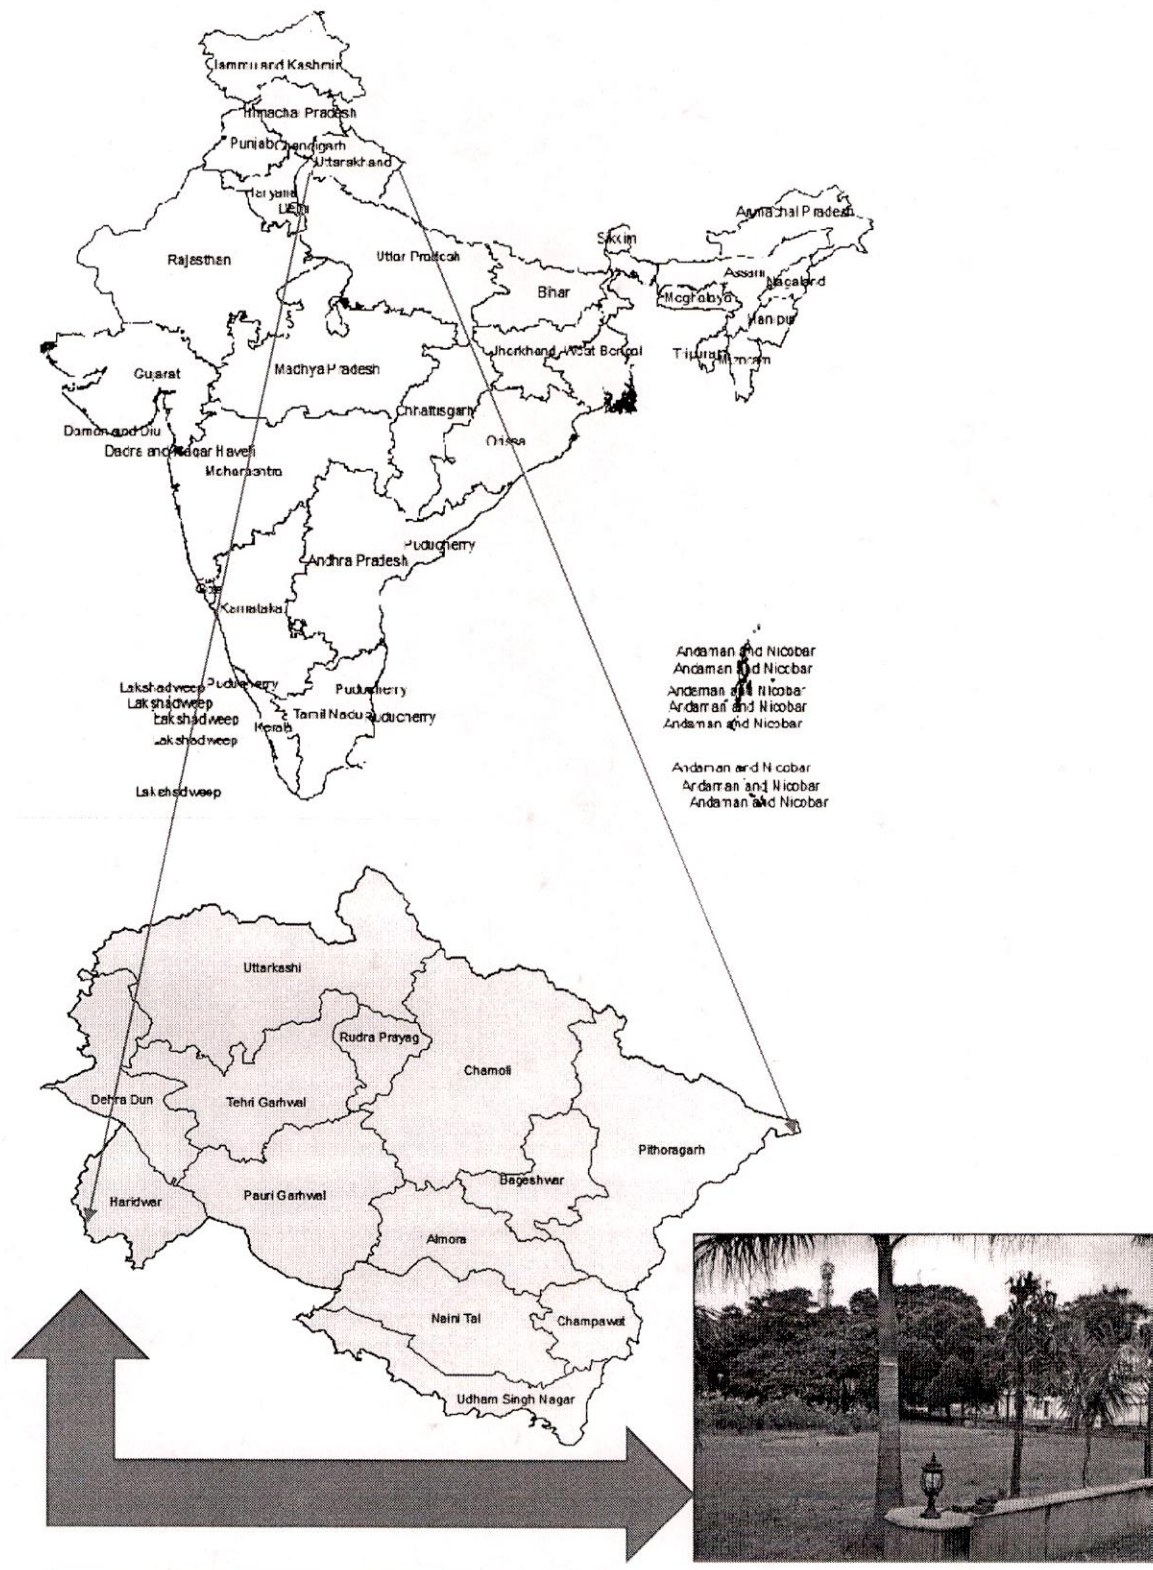 Jammu and Kashmir
Himachal Pradesh
Punjab
Chandigarh
Uttarakhand
Haryana
Delhi
Arunachal Pradesh
Sikkim
Rajasthan
Uttar Pradesh
Assam
Nagaland
Bihar
Meghalaya
Manipur
Jharkhand
West Bengal
Tripura
Mizoram
Gujarat
Madhya Pradesh
Chhattisgarh
Daman and Diu
Orissa
Dadra and Nagar Haveli
Maharashtra
Puducherry
Andhra Pradesh
Goa
Karnataka
Andaman and Nicobar
Andaman and Nicobar
Andaman and Nicobar
Andaman and Nicobar
Andaman and Nicobar
Lakshadweep
Puducherry
Puducherry
Lakshadweep
Lakshadweep
Kerala
Tamil Nadu
Puducherry
Lakshadweep
Andaman and Nicobar
Andaman and Nicobar
Andaman and Nicobar
Lakshadweep
Uttarkashi
Rudra Prayag
Chamoli
Dehra Dun
Tehri Garhwal
Pithoragarh
Bageshwar
Haridwar
Pauri Garhwal
Almora
Naini Tal
Champawat
Udham Singh Nagar